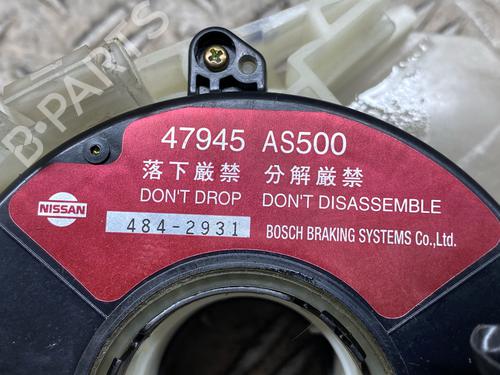 47945 AS500
落下厳禁 分解厳禁
DON'T DROP DON'T DISASSEMBLE
NISSAN
484-2931 BOSCH BRAKING SYSTEMS Co.,Ltd.
B-PARTS